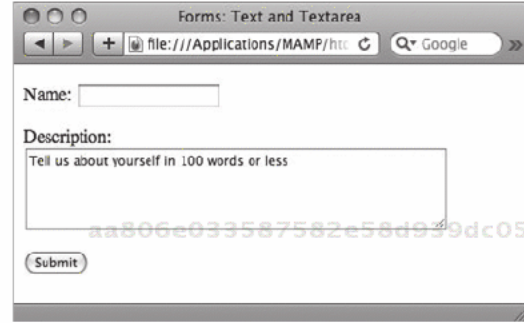 Forms: Text and Textarea
file:///Applications/MAMP/htc
Google
Name:
Description:
Tell us about yourself in 100 words or less
aa806e033587582e58d939dc05
Submit